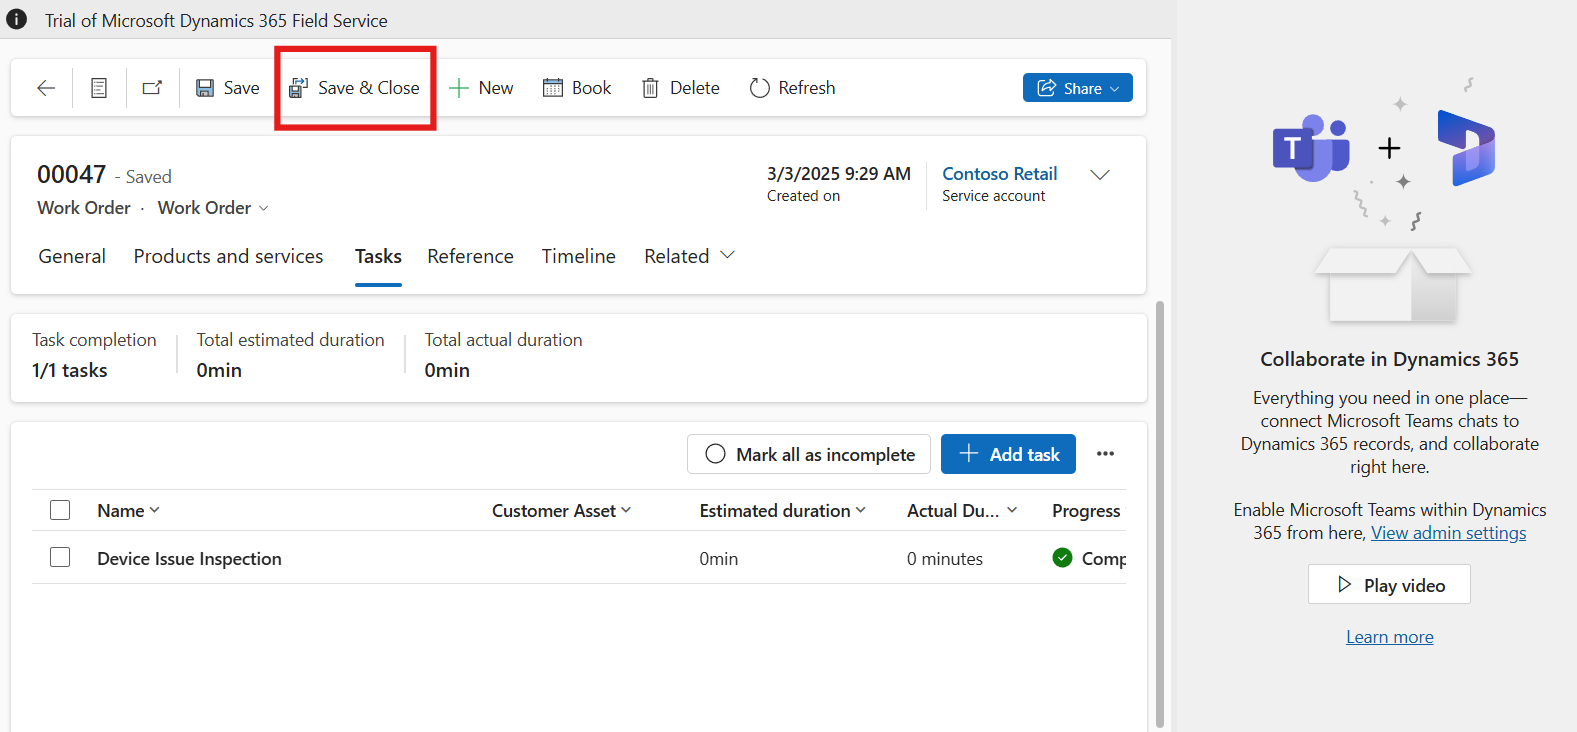 Trial of Microsoft Dynamics 365 Field Service
Save
Save & Close
New
Book
Delete
Refresh
Share
00047 - Saved
Work Order · Work Order
3/3/2025 9:29 AM
Created on
Contoso Retail
Service account
General
Products and services
Tasks
Reference
Timeline
Related
Task completion
1/1 tasks
Total estimated duration
0min
Total actual duration
0min
Mark all as incomplete
Add task
Name
Customer Asset
Estimated duration
Actual Du...
Progress
Device Issue Inspection
0min
0 minutes
Comp
T
Collaborate in Dynamics 365
Everything you need in one place—
connect Microsoft Teams chats to
Dynamics 365 records, and collaborate
right here.
Enable Microsoft Teams within Dynamics
365 from here, View admin settings
Play video
Learn more